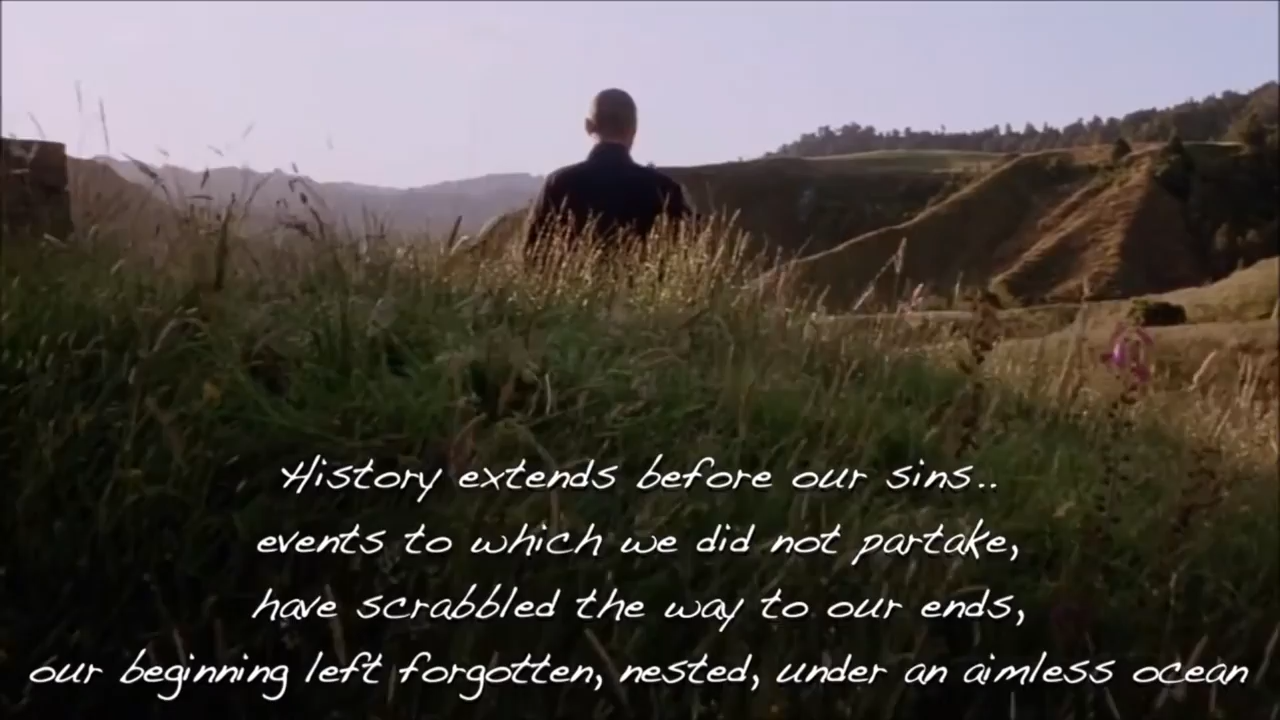 History extends before our sins..
events to which we did not partake,
have scrabbled the way to our ends,
our beginning left forgotten, nested, under an aimless ocean